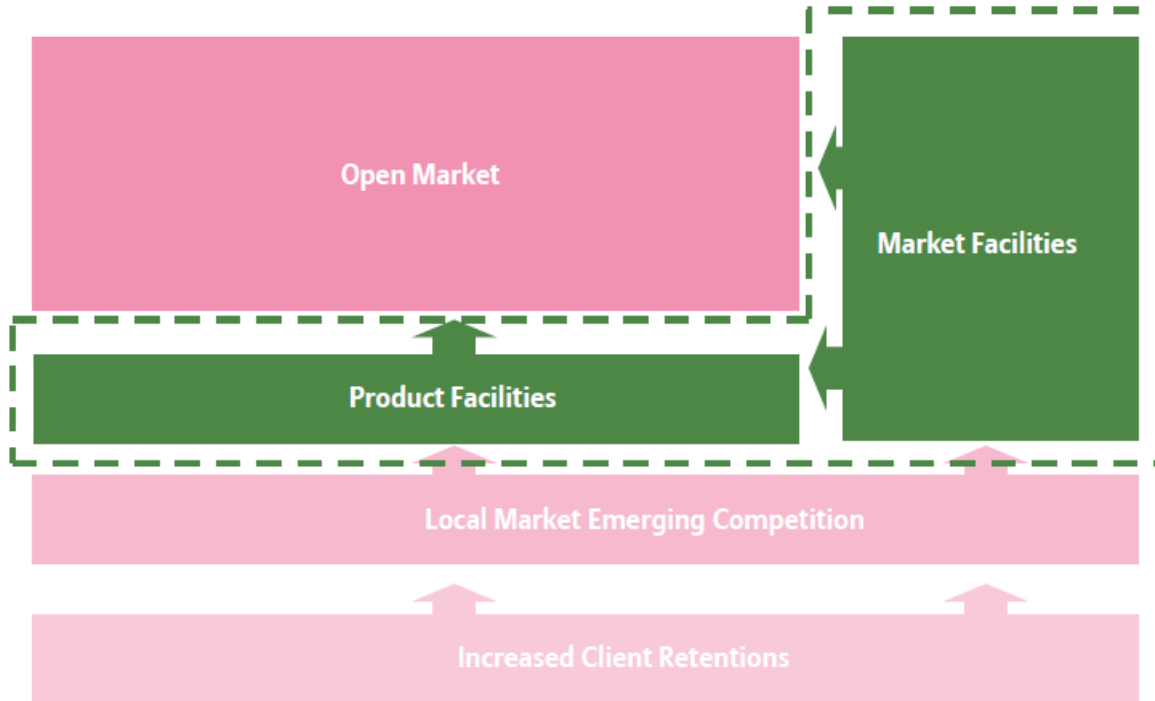 Open Market
Market Facilities
Product Facilities
Local Market Emerging Competition
Increased Client Retentions